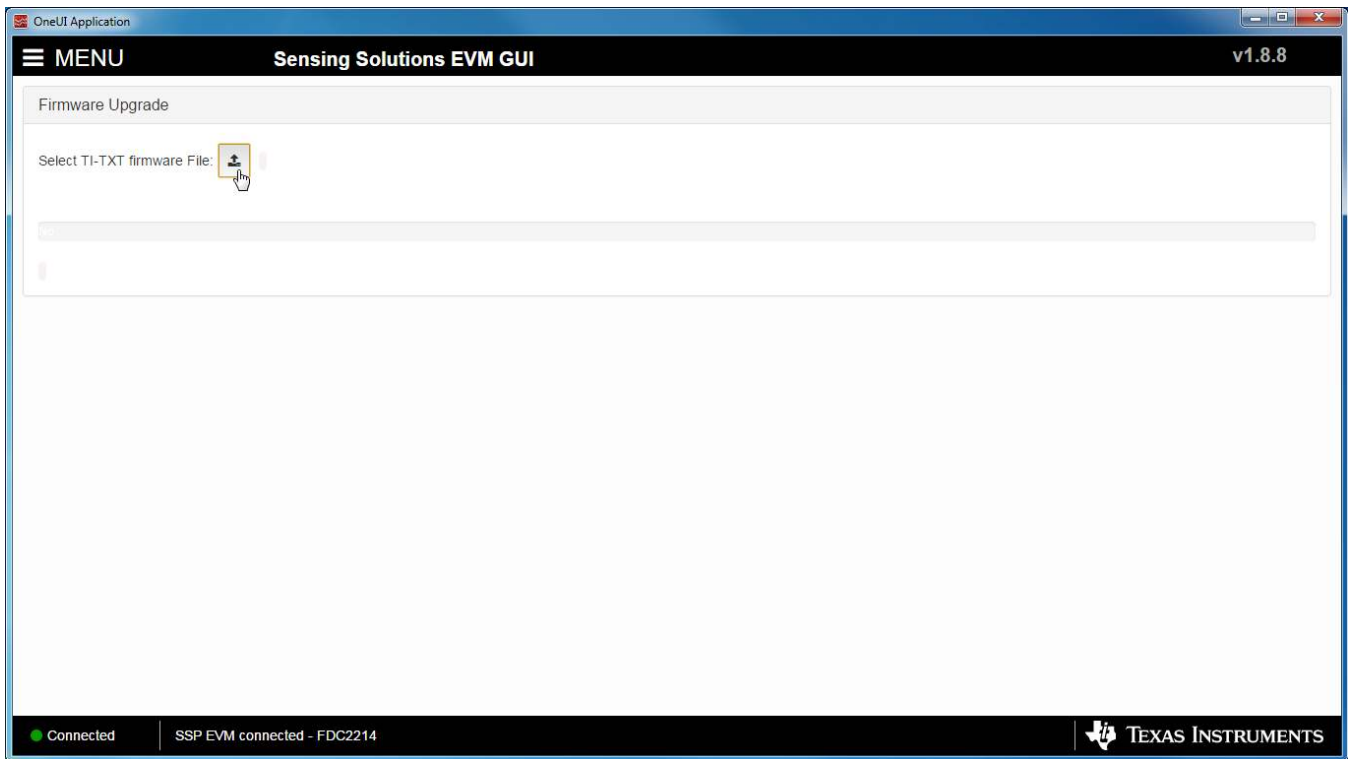 OneUI Application
MENU
Sensing Solutions EVM GUI
v1.8.8
Firmware Upgrade
Select TI-TXT firmware File:
Connected
SSP EVM connected - FDC2214
TEXAS INSTRUMENTS